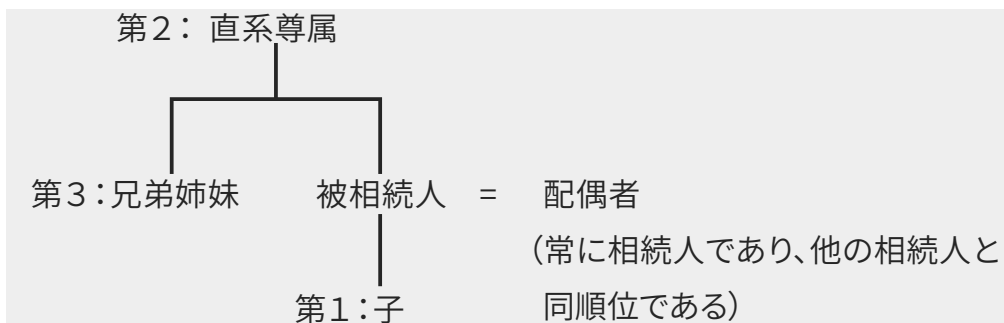 第２： 直系尊属
第３：兄弟姉妹 被相続人 = 配偶者
（常に相続人であり、他の相続人と
第１：子 同順位である）